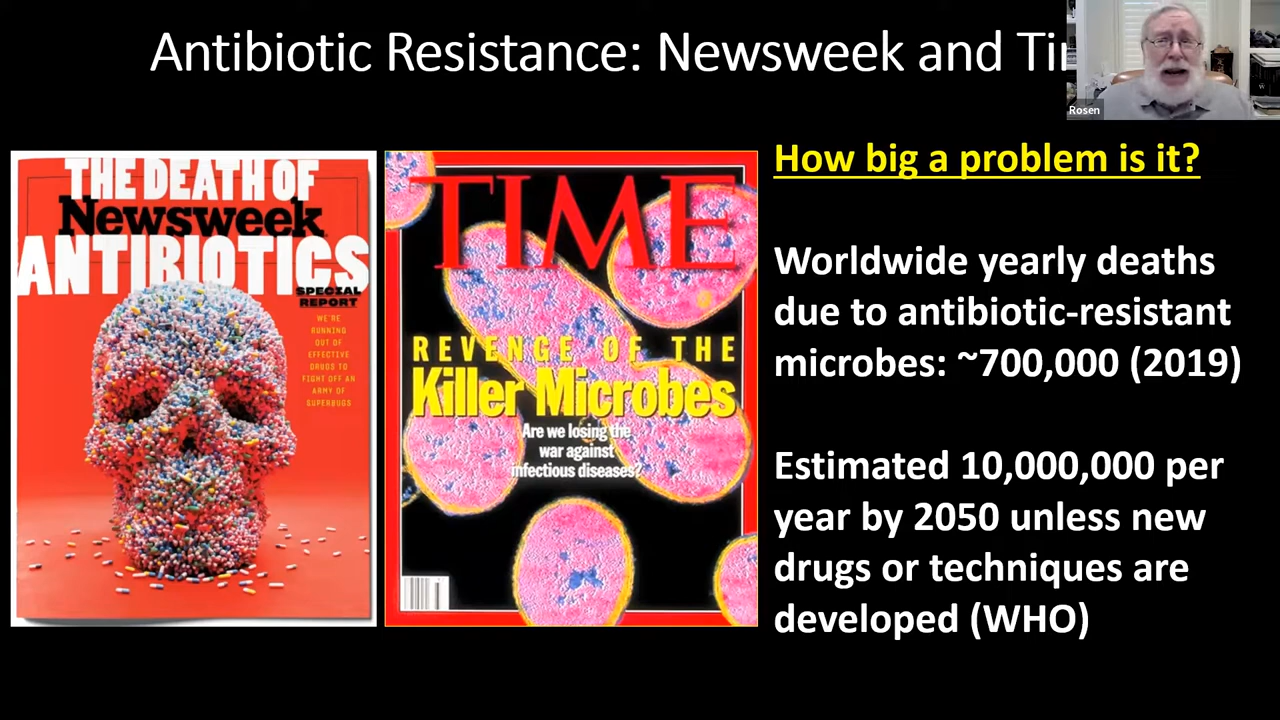 Antibiotic Resistance: Newsweek and Ti
Rosen
THE DEATH OF
Newsweek
ANTIBIOTICS
SPECIAL
REPORT
WE'RE
RUNNING
OUT OF
EFFECTIVE
DRUGS TO
FIGHT OFF AN
ARMY OF
SUPERBUGS
TIME
REVENGE OF THE
Killer Microbes
Are we losing the
war against
infectious diseases?
How big a problem is it?
Worldwide yearly deaths
due to antibiotic-resistant
microbes: ~700,000 (2019)
Estimated 10,000,000 per
year by 2050 unless new
drugs or techniques are
developed (WHO)